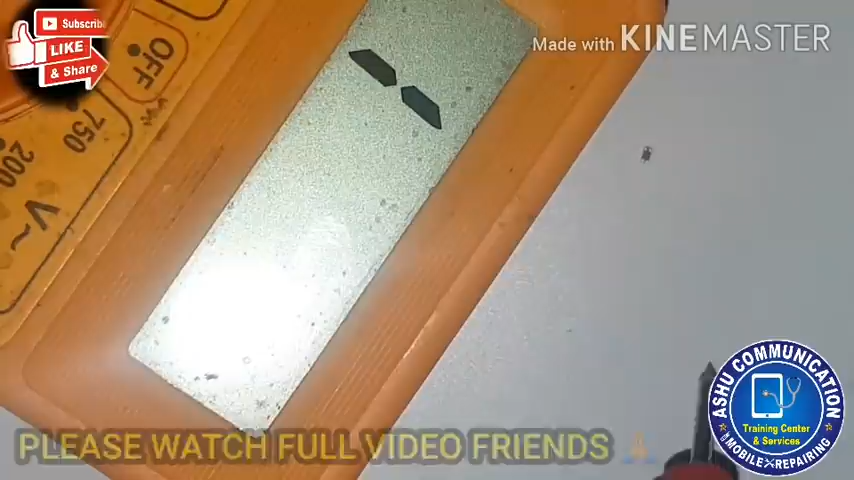 Subscribe
LIKE
& Share
Made with KINEMASTER
OFF
750
200
V~
1
PLEASE WATCH FULL VIDEO FRIENDS 🙏
ASHU COMMUNICATION
Training Center
& Services
MOBILE REPAIRING